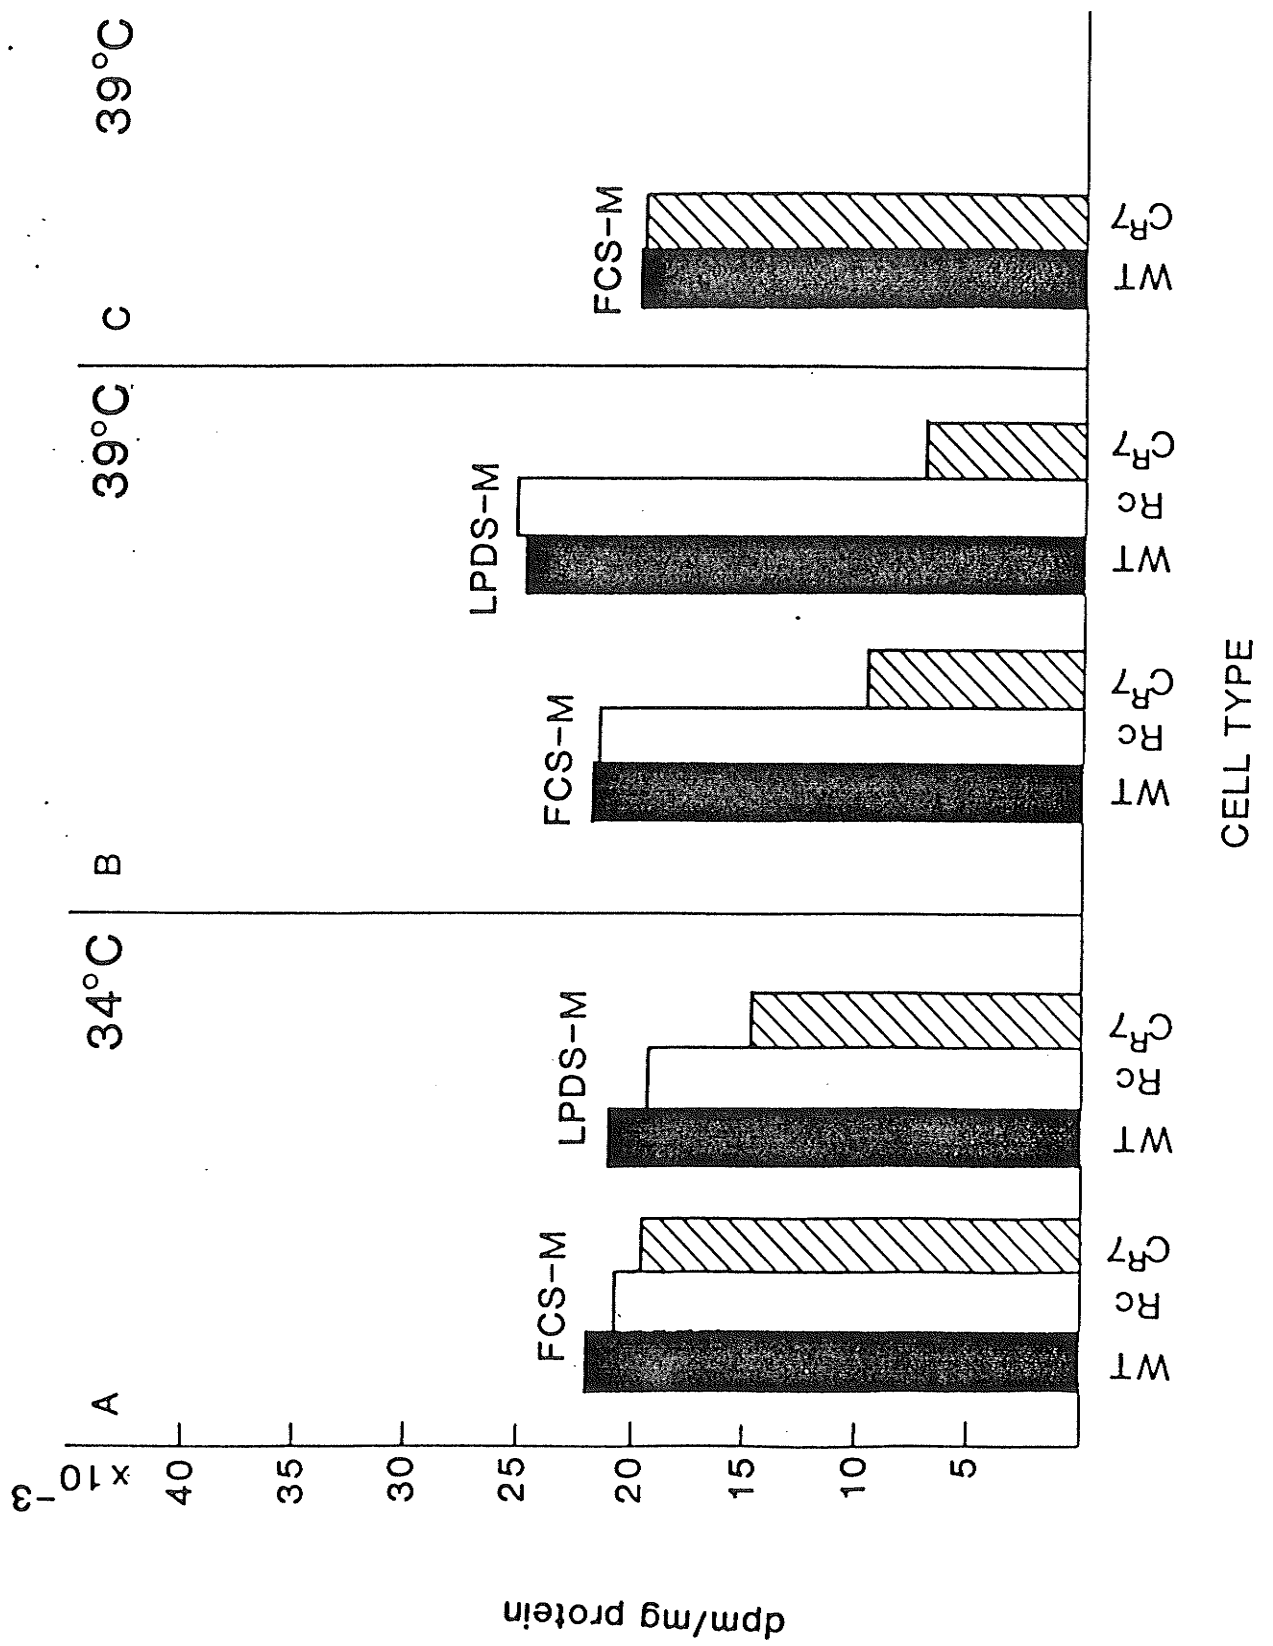 A
34°C
B
39°C
C
39°C
x 10⁻³
40
35
30
25
20
15
10
5
dpm/mg protein
FCS-M
LPDS-M
FCS-M
LPDS-M
FCS-M
WT Rc CR7 WT Rc CR7 WT Rc CR7 WT Rc CR7 WT CR7
CELL TYPE